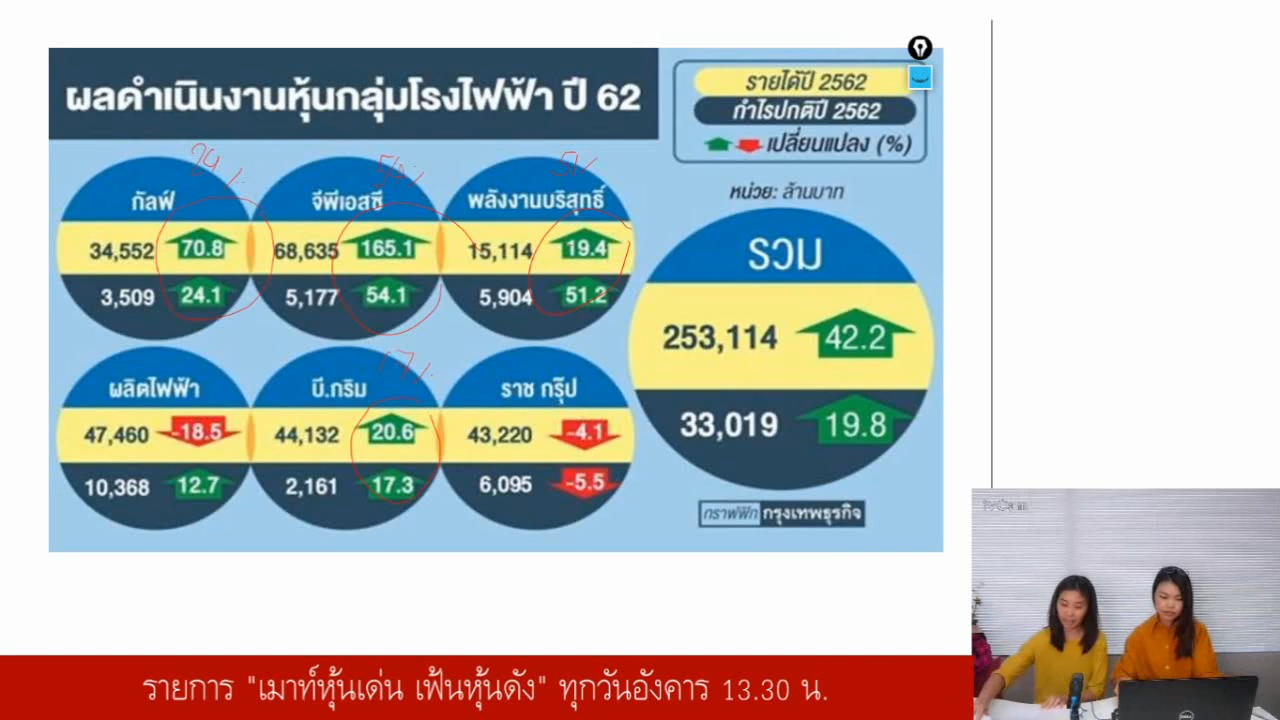 ผลดำเนินงานหุ้นกลุ่มโรงไฟฟ้า ปี 62
รายได้ปี 2562
กำไรปกติปี 2562
เปลี่ยนแปลง (%)
หน่วย: ล้านบาท
24%
54%
51%
กัลฟ์
34,552 70.8
3,509 24.1
จีพีเอสซี
68,635 165.1
5,177 54.1
พลังงานบริสุทธิ์
15,114 19.4
5,904 51.2
รวม
253,114 42.2
33,019 19.8
17%
ผลิตไฟฟ้า
47,460 -18.5
10,368 12.7
บี.กริม
44,132 20.6
2,161 17.3
ราช กรุ๊ป
43,220 -4.1
6,095 -5.5
กราฟฟิก กรุงเทพธุรกิจ
DELL
รายการ "เมาท์หุ้นเด่น เฟ้นหุ้นดัง" ทุกวันอังคาร 13.30 น.